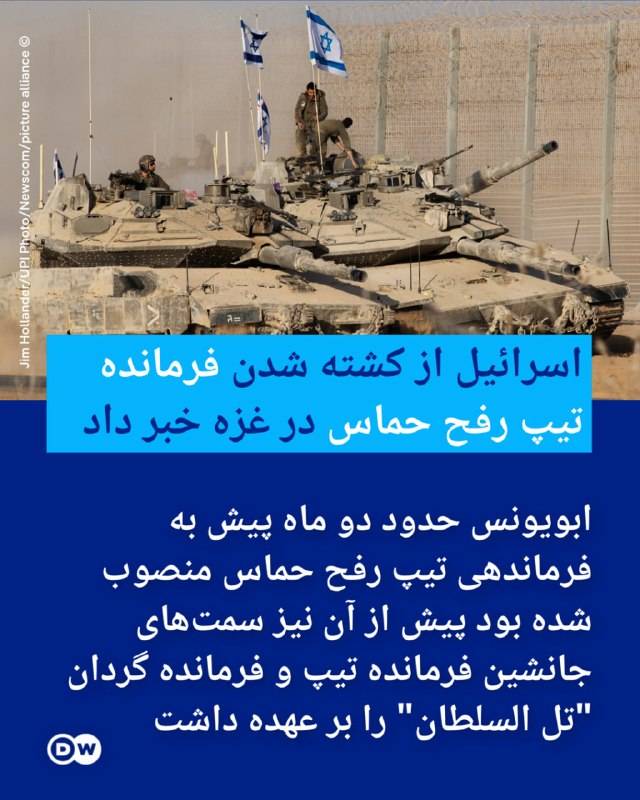 Jim Hollander/UPI Photo/Newscom/picture alliance ©
اسرائیل از کشته شدن فرمانده
تیپ رفح حماس در غزه خبر داد
ابویونس حدود دو ماه پیش به
فرماندهی تیپ رفح حماس منصوب
شده بود پیش از آن نیز سمت‌های
جانشین فرمانده تیپ و فرمانده گردان
"تل السلطان" را بر عهده داشت
DW